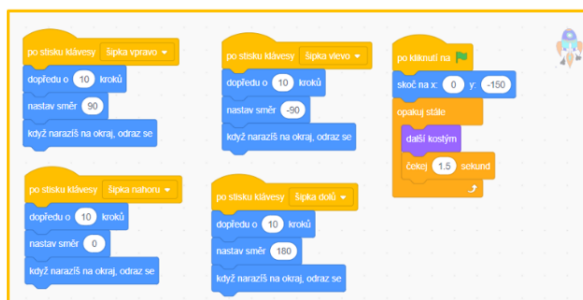 po stisku klávesy šipka vpravo
dopředu o 10 kroků
nastav směr 90
když narazíš na okraj, odraz se
po stisku klávesy šipka vlevo
dopředu o 10 kroků
nastav směr -90
když narazíš na okraj, odraz se
po kliknutí na
skoč na x: 0 y: -150
opakuj stále
další kostým
čekej 1.5 sekund
po stisku klávesy šipka nahoru
dopředu o 10 kroků
nastav směr 0
když narazíš na okraj, odraz se
po stisku klávesy šipka dolů
dopředu o 10 kroků
nastav směr 180
když narazíš na okraj, odraz se